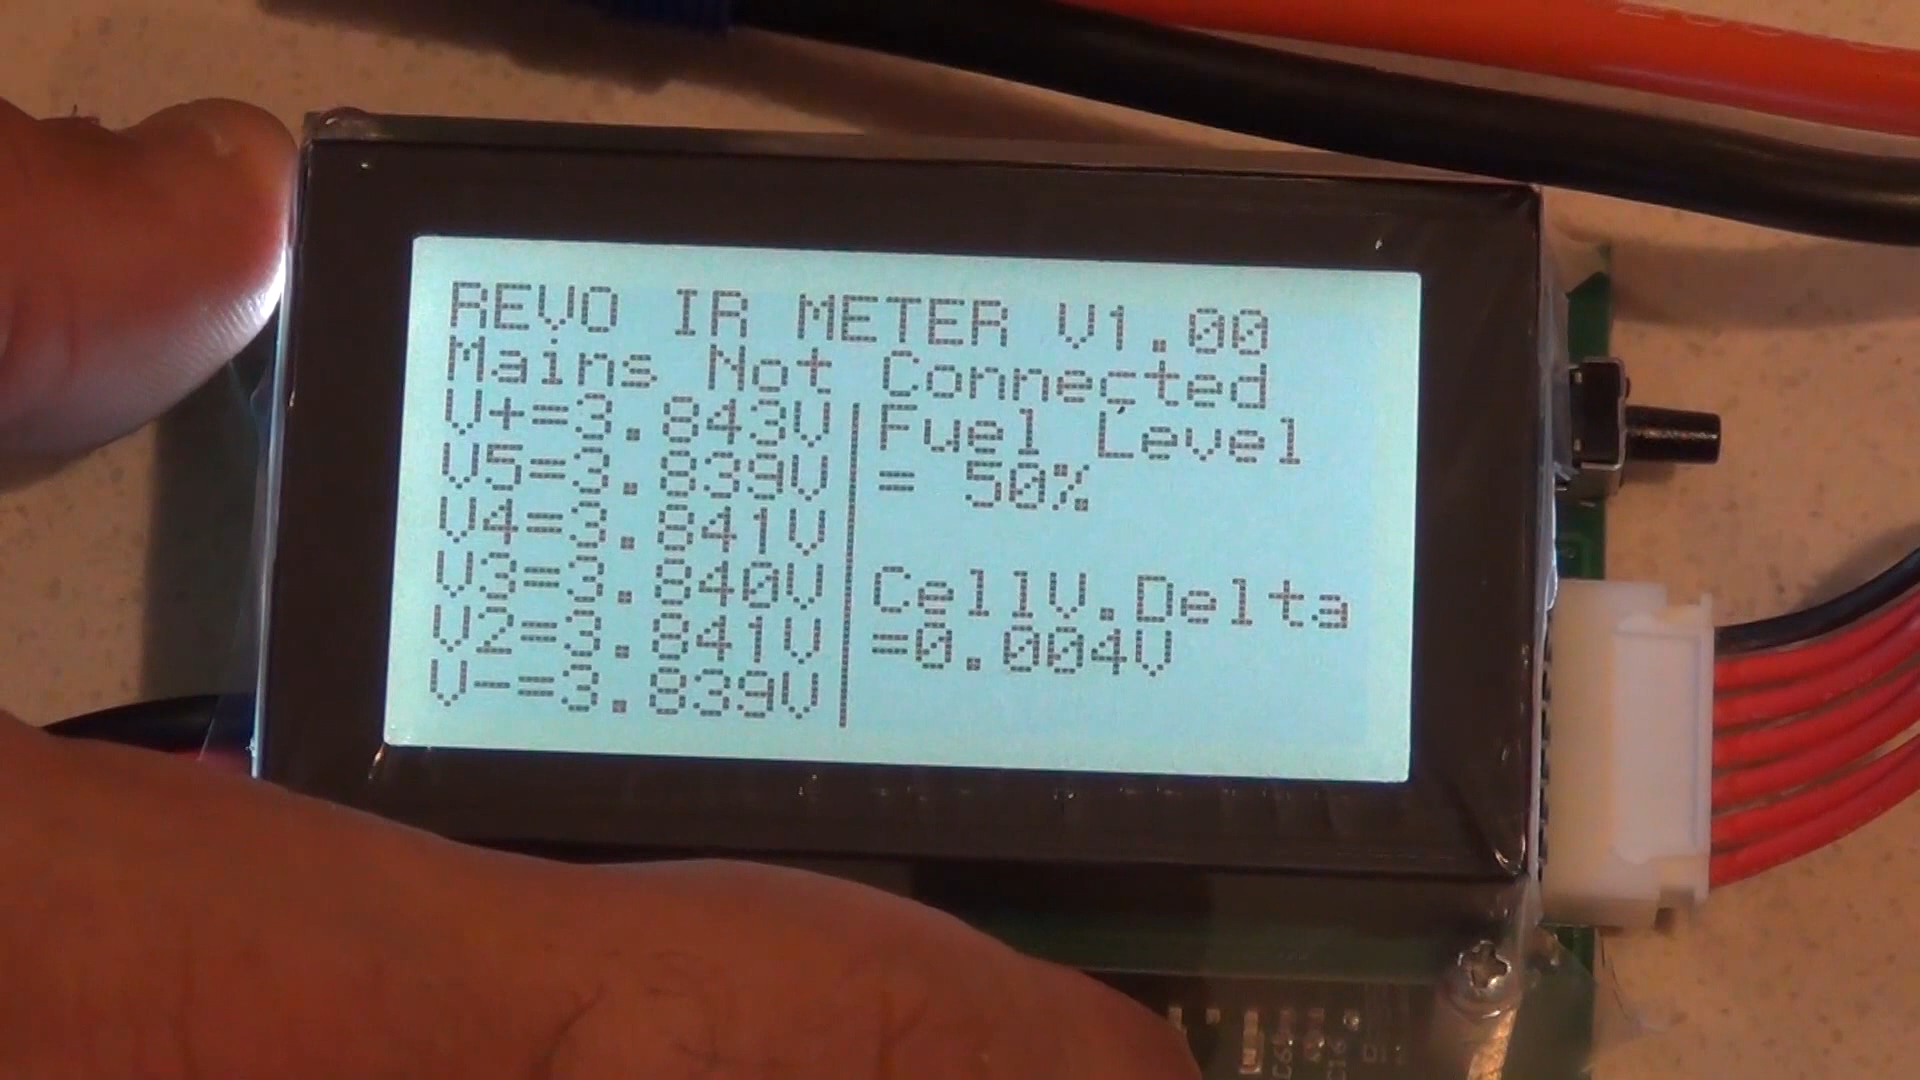 REVO IR METER V1.00
Mains Not Connected
V+=3.843V
V5=3.839V
V4=3.841V
V3=3.840V
V2=3.841V
V-=3.839V
Fuel Level
= 50%
CellV.Delta
=0.004V